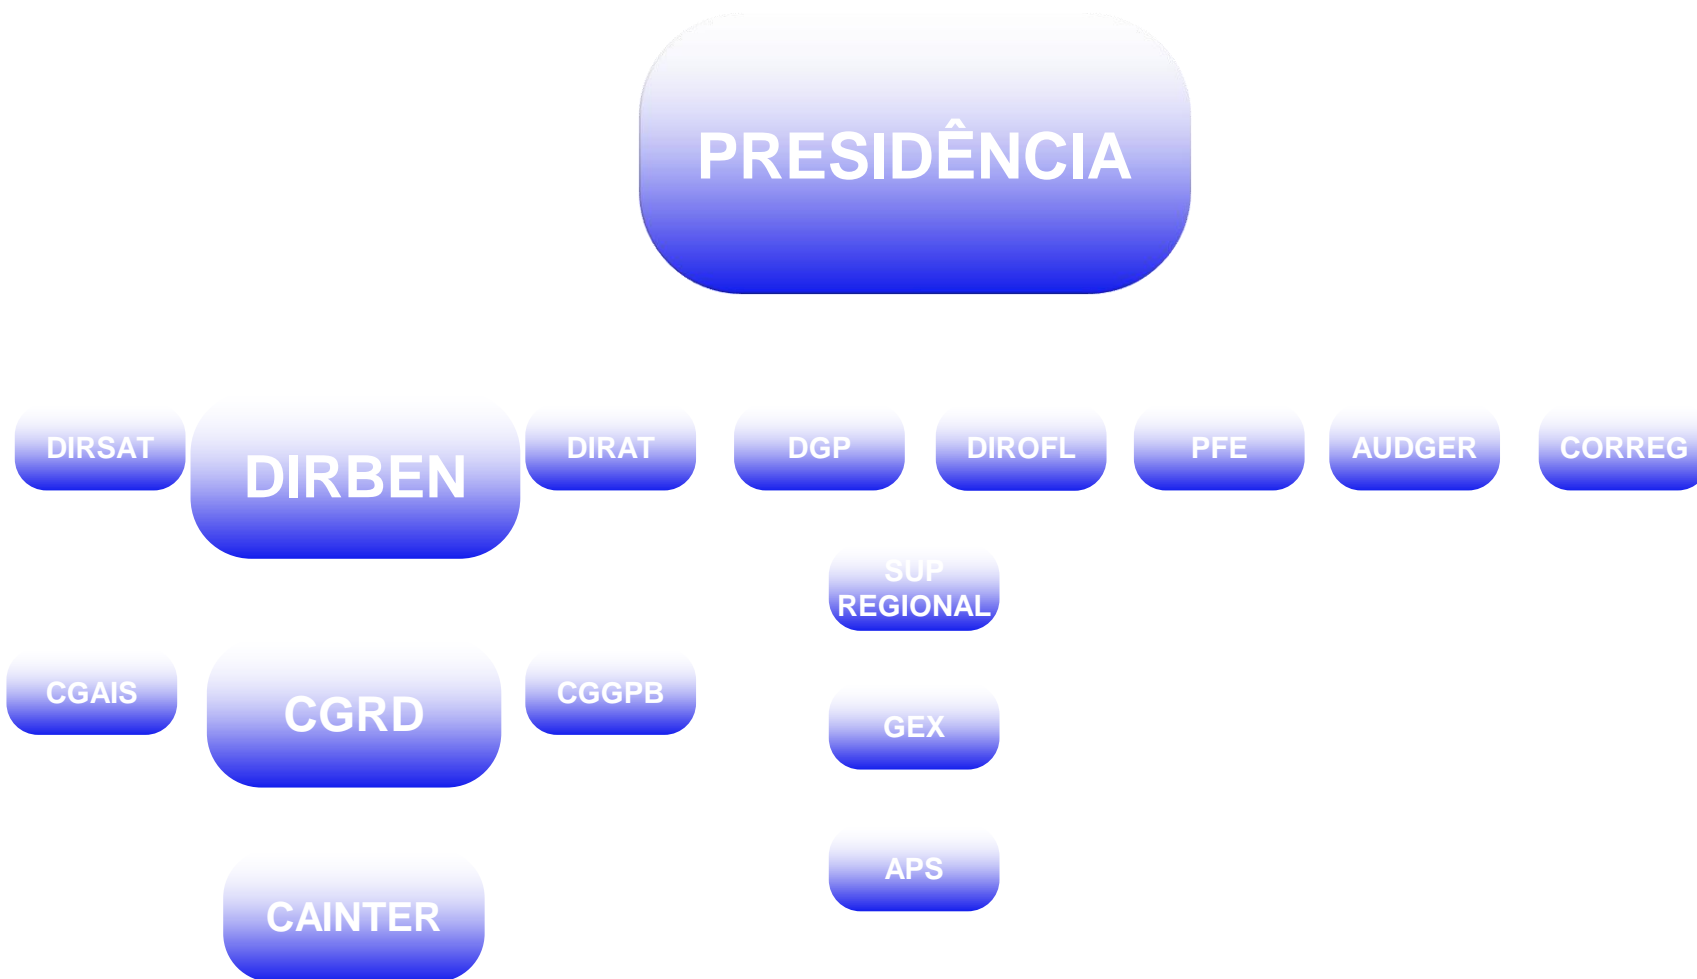 PRESIDÊNCIA
DIRSAT
DIRBEN
DIRAT
DGP
DIROFL
PFE
AUDGER
CORREG
SUP
REGIONAL
CGAIS
CGRD
CGGPB
GEX
APS
CAINTER